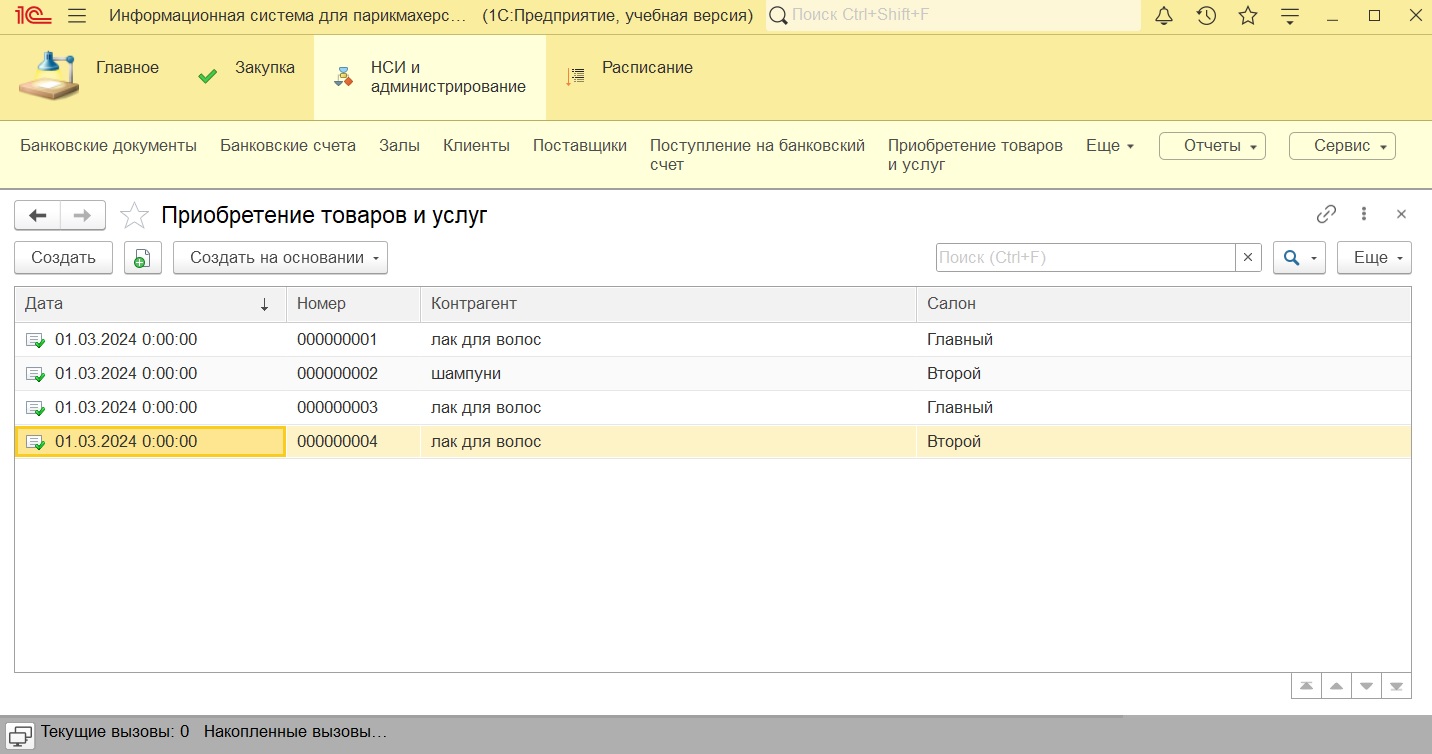 1С Информационная система для парикмахерс... (1С:Предприятие, учебная версия) Поиск Ctrl+Shift+F
Главное Закупка НСИ и администрирование Расписание
Банковские документы Банковские счета Залы Клиенты Поставщики Поступление на банковский счет Приобретение товаров и услуг Еще Отчеты Сервис
Приобретение товаров и услуг
Создать Создать на основании Поиск (Ctrl+F) Еще
Дата Номер Контрагент Салон
01.03.2024 0:00:00 000000001 лак для волос Главный
01.03.2024 0:00:00 000000002 шампуни Второй
01.03.2024 0:00:00 000000003 лак для волос Главный
01.03.2024 0:00:00 000000004 лак для волос Второй
Текущие вызовы: 0 Накопленные вызовы...